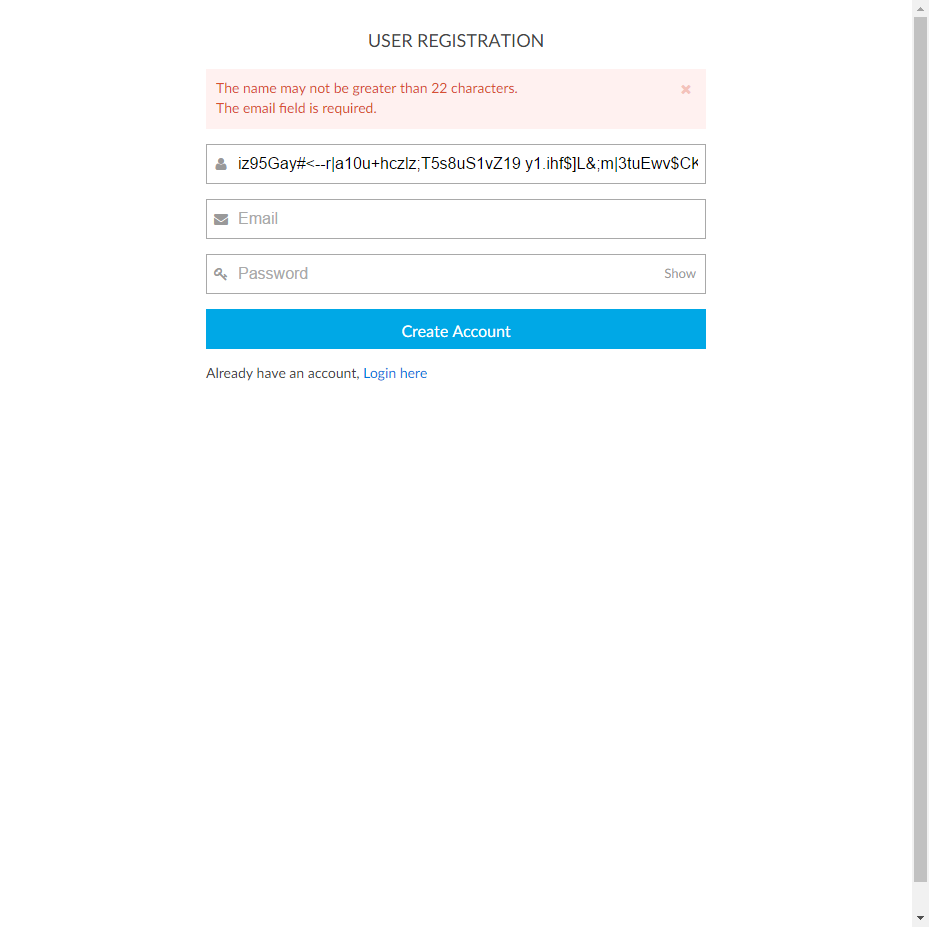 USER REGISTRATION
The name may not be greater than 22 characters.
The email field is required.
iz95Gay#<--r|a10u+hczlz;T5s8uS1vZ19 y1.ihf$]L&;m|3tuEwv$CK
Email
Password
Show
Create Account
Already have an account, Login here